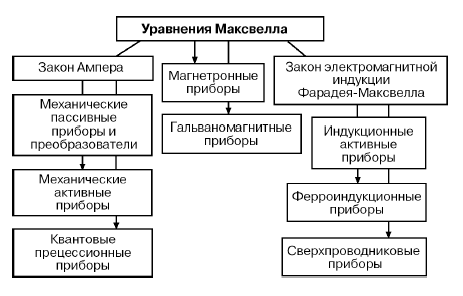 Уравнения Максвелла
Закон Ампера
Механические
пассивные
приборы и
преобразователи
Механические
активные
приборы
Квантовые
прецессионные
приборы
Магнетронные
приборы
Гальваномагнитные
приборы
Закон электромагнитной
индукции
Фарадея-Максвелла
Индукционные
активные
приборы
Ферроиндукционные
приборы
Сверхпроводниковые
приборы